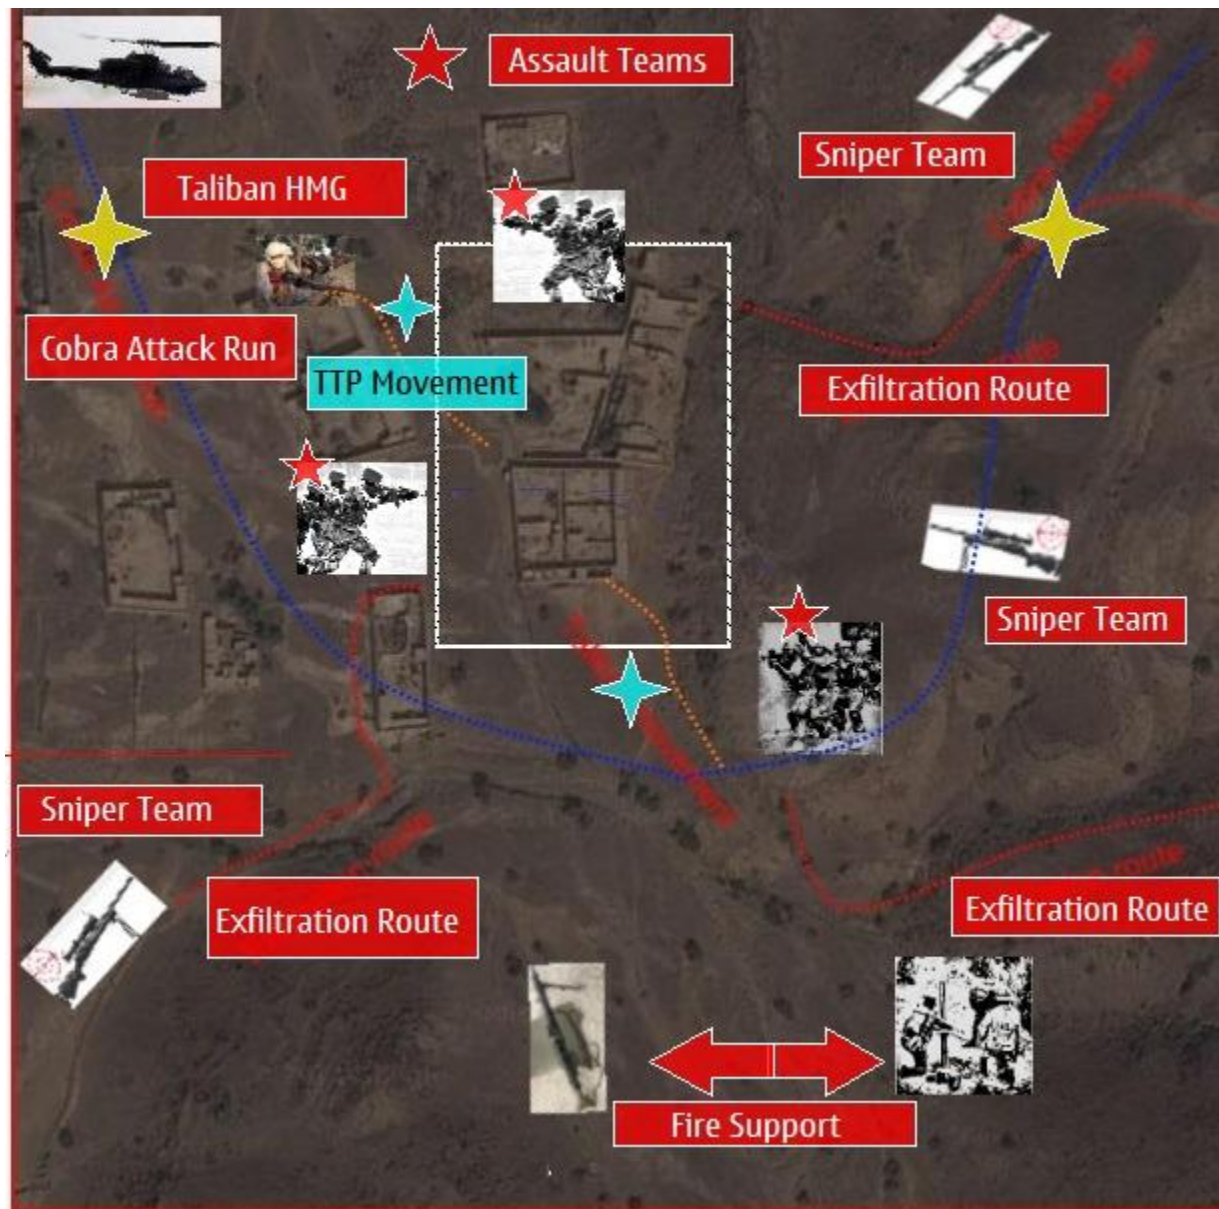 Assault Teams
Sniper Team
Taliban HMG
Cobra Attack Run
TTP Movement
Exfiltration Route
Sniper Team
Sniper Team
Exfiltration Route
Exfiltration Route
Fire Support